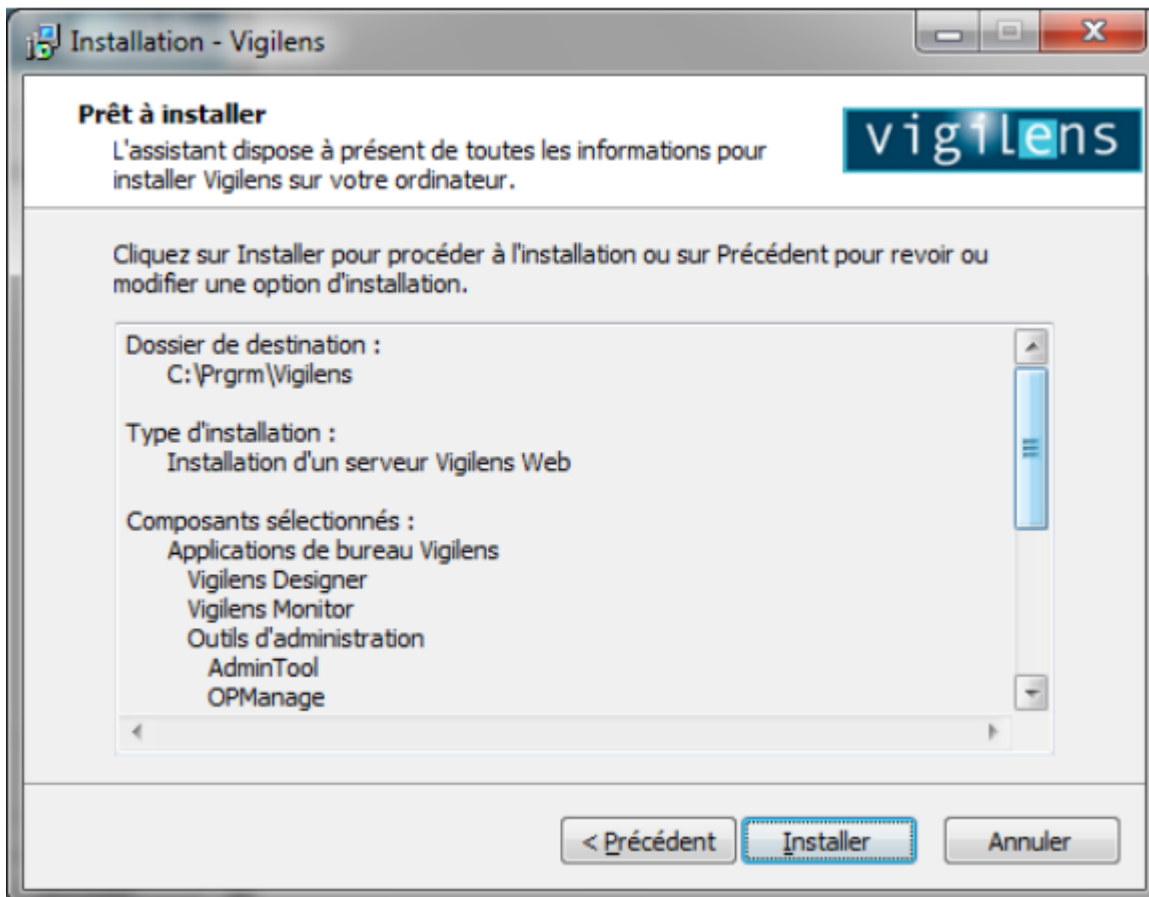 Installation - Vigilens
Prêt à installer
L'assistant dispose à présent de toutes les informations pour
installer Vigilens sur votre ordinateur.
vigilens
Cliquez sur Installer pour procéder à l'installation ou sur Précédent pour revoir ou
modifier une option d'installation.
Dossier de destination :
C:\Prgrm\Vigilens
Type d'installation :
Installation d'un serveur Vigilens Web
Composants sélectionnés :
Applications de bureau Vigilens
Vigilens Designer
Vigilens Monitor
Outils d'administration
AdminTool
OPManage
< Précédent
Installer
Annuler